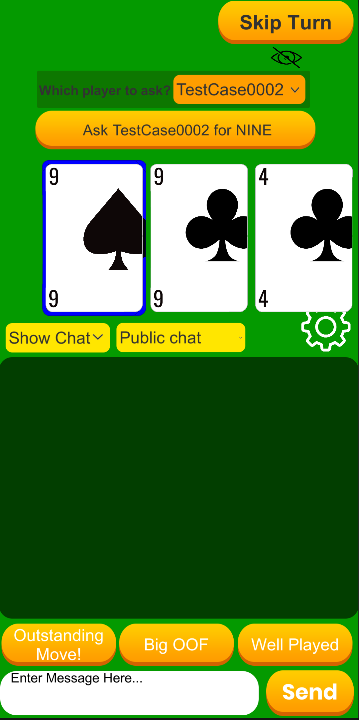 Skip Turn
Which player to ask?
TestCase0002
Ask TestCase0002 for NINE
9
9
4
9
9
4
Show Chat
Public chat
Outstanding
Move!
Big OOF
Well Played
Enter Message Here...
Send